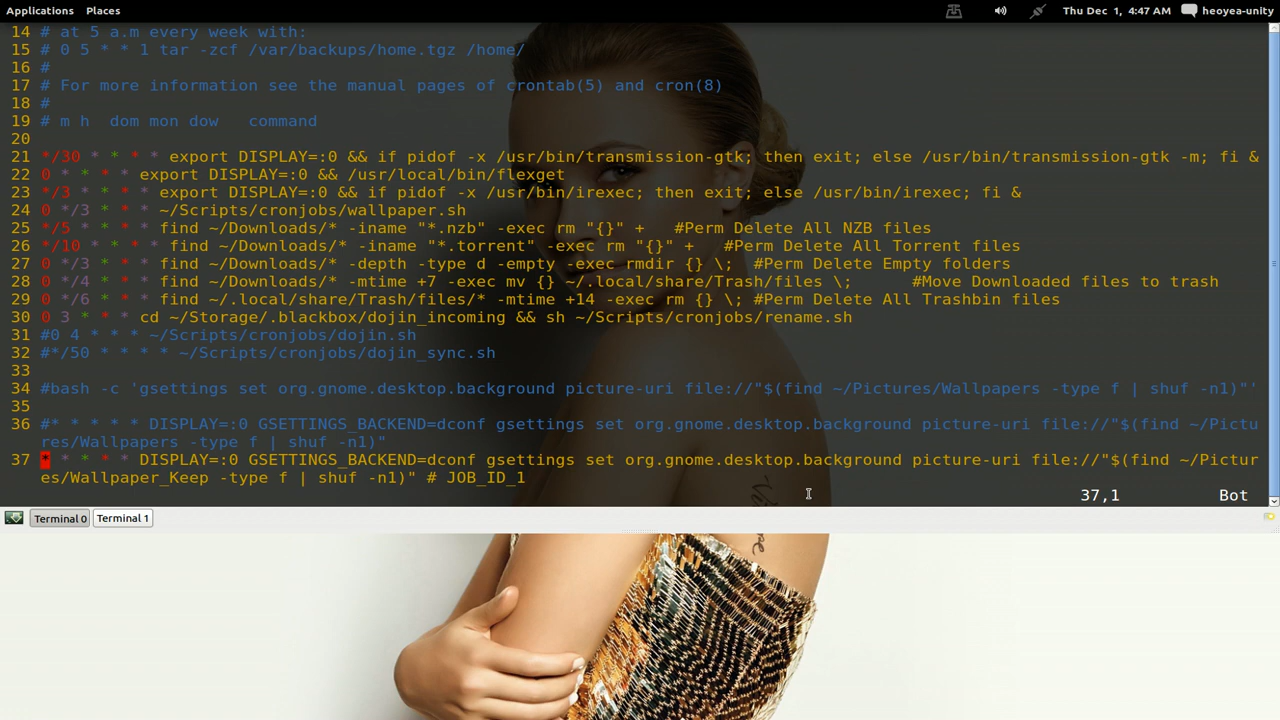 Applications Places Thu Dec 1, 4:47 AM heoyea-unity
14 # at 5 a.m every week with:
15 # 0 5 * * 1 tar -zcf /var/backups/home.tgz /home/
16 #
17 # For more information see the manual pages of crontab(5) and cron(8)
18 #
19 # m h  dom mon dow   command
20
21 */30 * * * * export DISPLAY=:0 && if pidof -x /usr/bin/transmission-gtk; then exit; else /usr/bin/transmission-gtk -m; fi &
22 0 * * * * export DISPLAY=:0 && /usr/local/bin/flexget
23 */3 * * * * export DISPLAY=:0 && if pidof -x /usr/bin/irexec; then exit; else /usr/bin/irexec; fi &
24 0 */3 * * * ~/Scripts/cronjobs/wallpaper.sh
25 */5 * * * * find ~/Downloads/* -iname "*.nzb" -exec rm "{}" +   #Perm Delete All NZB files
26 */10 * * * * find ~/Downloads/* -iname "*.torrent" -exec rm "{}" +   #Perm Delete All Torrent files
27 0 */3 * * * find ~/Downloads/* -depth -type d -empty -exec rmdir {} \;  #Perm Delete Empty folders
28 0 */4 * * * find ~/Downloads/* -mtime +7 -exec mv {} ~/.local/share/Trash/files \;      #Move Downloaded files to trash
29 0 */6 * * * find ~/.local/share/Trash/files/* -mtime +14 -exec rm {} \; #Perm Delete All Trashbin files
30 0 3 * * * cd ~/Storage/.blackbox/dojin_incoming && sh ~/Scripts/cronjobs/rename.sh
31 #0 4 * * * ~/Scripts/cronjobs/dojin.sh
32 #*/50 * * * * ~/Scripts/cronjobs/dojin_sync.sh
33
34 #bash -c 'gsettings set org.gnome.desktop.background picture-uri file://"$(find ~/Pictures/Wallpapers -type f | shuf -n1)"'
35
36 #* * * * * DISPLAY=:0 GSETTINGS_BACKEND=dconf gsettings set org.gnome.desktop.background picture-uri file://"$(find ~/Pictu
res/Wallpapers -type f | shuf -n1)"
37 * * * * * DISPLAY=:0 GSETTINGS_BACKEND=dconf gsettings set org.gnome.desktop.background picture-uri file://"$(find ~/Pictur
es/Wallpaper_Keep -type f | shuf -n1)" # JOB_ID_1
37,1 Bot
Terminal 0 Terminal 1